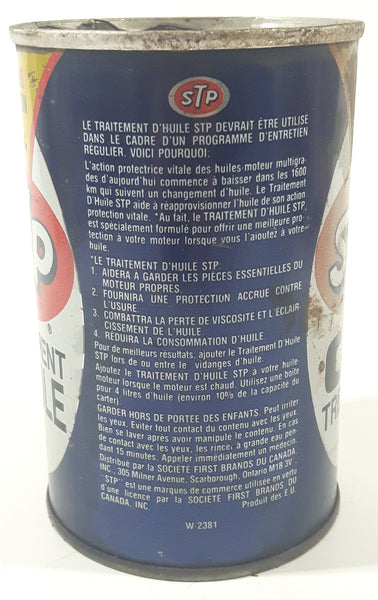 STP
LE TRAITEMENT D'HUILE STP DEVRAIT ÊTRE UTILISE
DANS LE CADRE D'UN PROGRAMME D'ENTRETIEN
RÉGULIER. VOICI POURQUOI:
L'action protectrice vitale des huiles-moteur multigra-
des d'aujourd'hui commence à baisser dans les 1600
km qui suivent un changement d'huile. Le Traitement
D'Huile STP aide à réapprovisionner l'huile de son action
protection vitale. *Au fait, le TRAITEMENT D'HUILE STP,
est spécialement formulé pour offrir une meilleure pro-
tection à votre moteur lorsque vous l'aioutez à votre
huile.
*LE TRAITEMENT D'HUILE STP:
1. AIDERA A GARDER LES PIÈCES ESSENTIELLES DU
MOTEUR PROPRES.
2. FOURNIRA UNE PROTECTION ACCRUE CONTRE
L'USURE.
3. COMBATTRA LA PERTE DE VISCOSITÉ ET L'ÉCLAIR-
CISSEMENT DE L'HUILE.
4. RÉDUIRA LA CONSOMMATION D'HUILE.
Pour de meilleurs résultats, ajouter le Traitement D'Huile
STP lors de ou entre le vidanges d'huile.
Ajoutez le TRAITEMENT D'HUILE STP à votre huile-
moteur lorsque le moteur est chaud. Utilisez une boîte
pour 4 litres d'huile (environ 10% de la capacité du
carter).
GARDER HORS DE PORTÉE DES ENFANTS. Peut irriter
les yeux. Eviter tout contact du contenu avec les yeux.
Bien se laver après avoir manipulé le contenu. En cas
de contact avec les yeux, les rincer à grande eau pen-
dant 15 minutes. Appeler immédiatement un médecin.
Distribué par la SOCIÉTÉ FIRST BRANDS DU CANADA,
INC., 305 Milner Avenue, Scarborough, Ontario M1B 3V
"STP" est une marques de commerce utilisée en vertu
d'une licence par la SOCIETE FIRST BRANDS DU
CANADA, INC. Produit des É.U.
W 2381
TP
MENT
LE
ST
TR